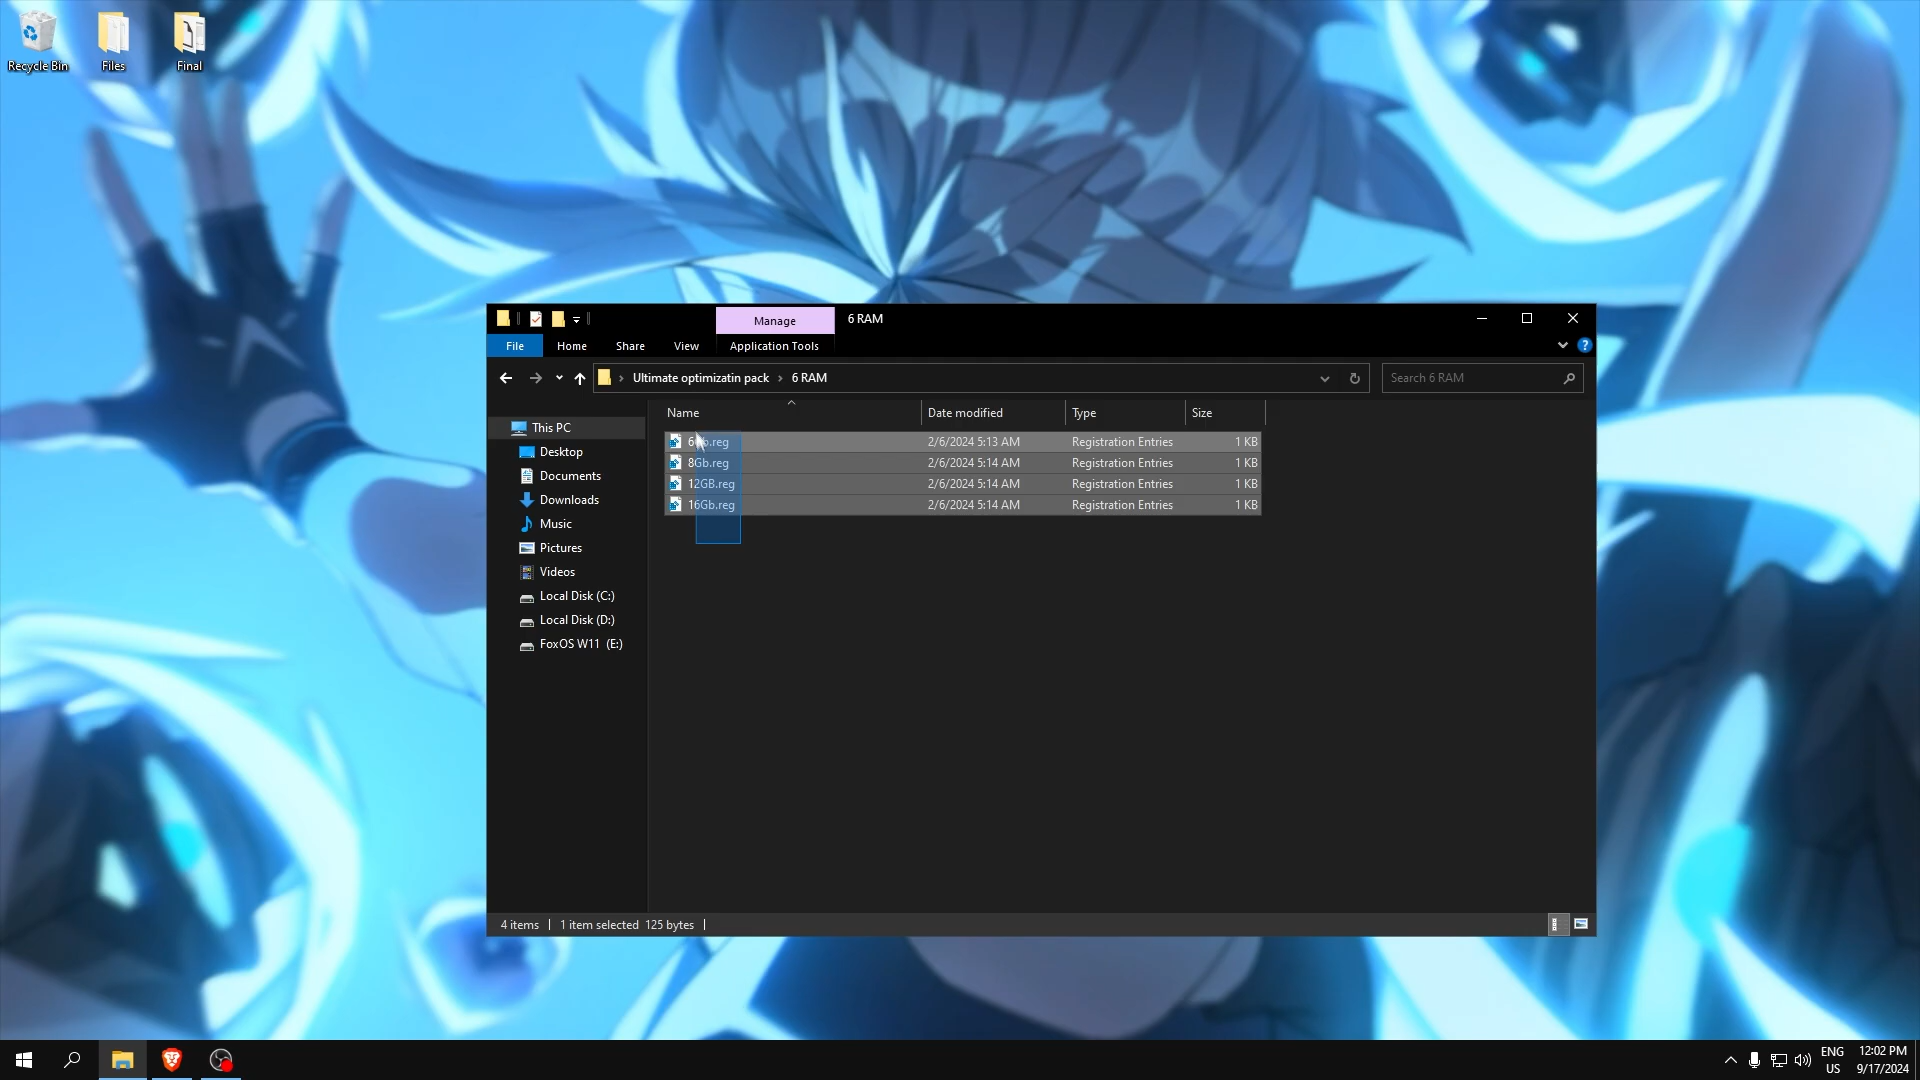 Recycle Bin
Files
Final
Manage
6 RAM
File
Home
Share
View
Application Tools
Ultimate optimizatin pack
6 RAM
Search 6 RAM
Name
Date modified
Type
Size
6Gb.reg 2/6/2024 5:13 AM Registration Entries 1 KB
8Gb.reg 2/6/2024 5:14 AM Registration Entries 1 KB
12GB.reg 2/6/2024 5:14 AM Registration Entries 1 KB
16Gb.reg 2/6/2024 5:14 AM Registration Entries 1 KB
This PC
Desktop
Documents
Downloads
Music
Pictures
Videos
Local Disk (C:)
Local Disk (D:)
FoxOS W11 (E:)
4 items
1 item selected 125 bytes
ENG
US
12:02 PM
9/17/2024